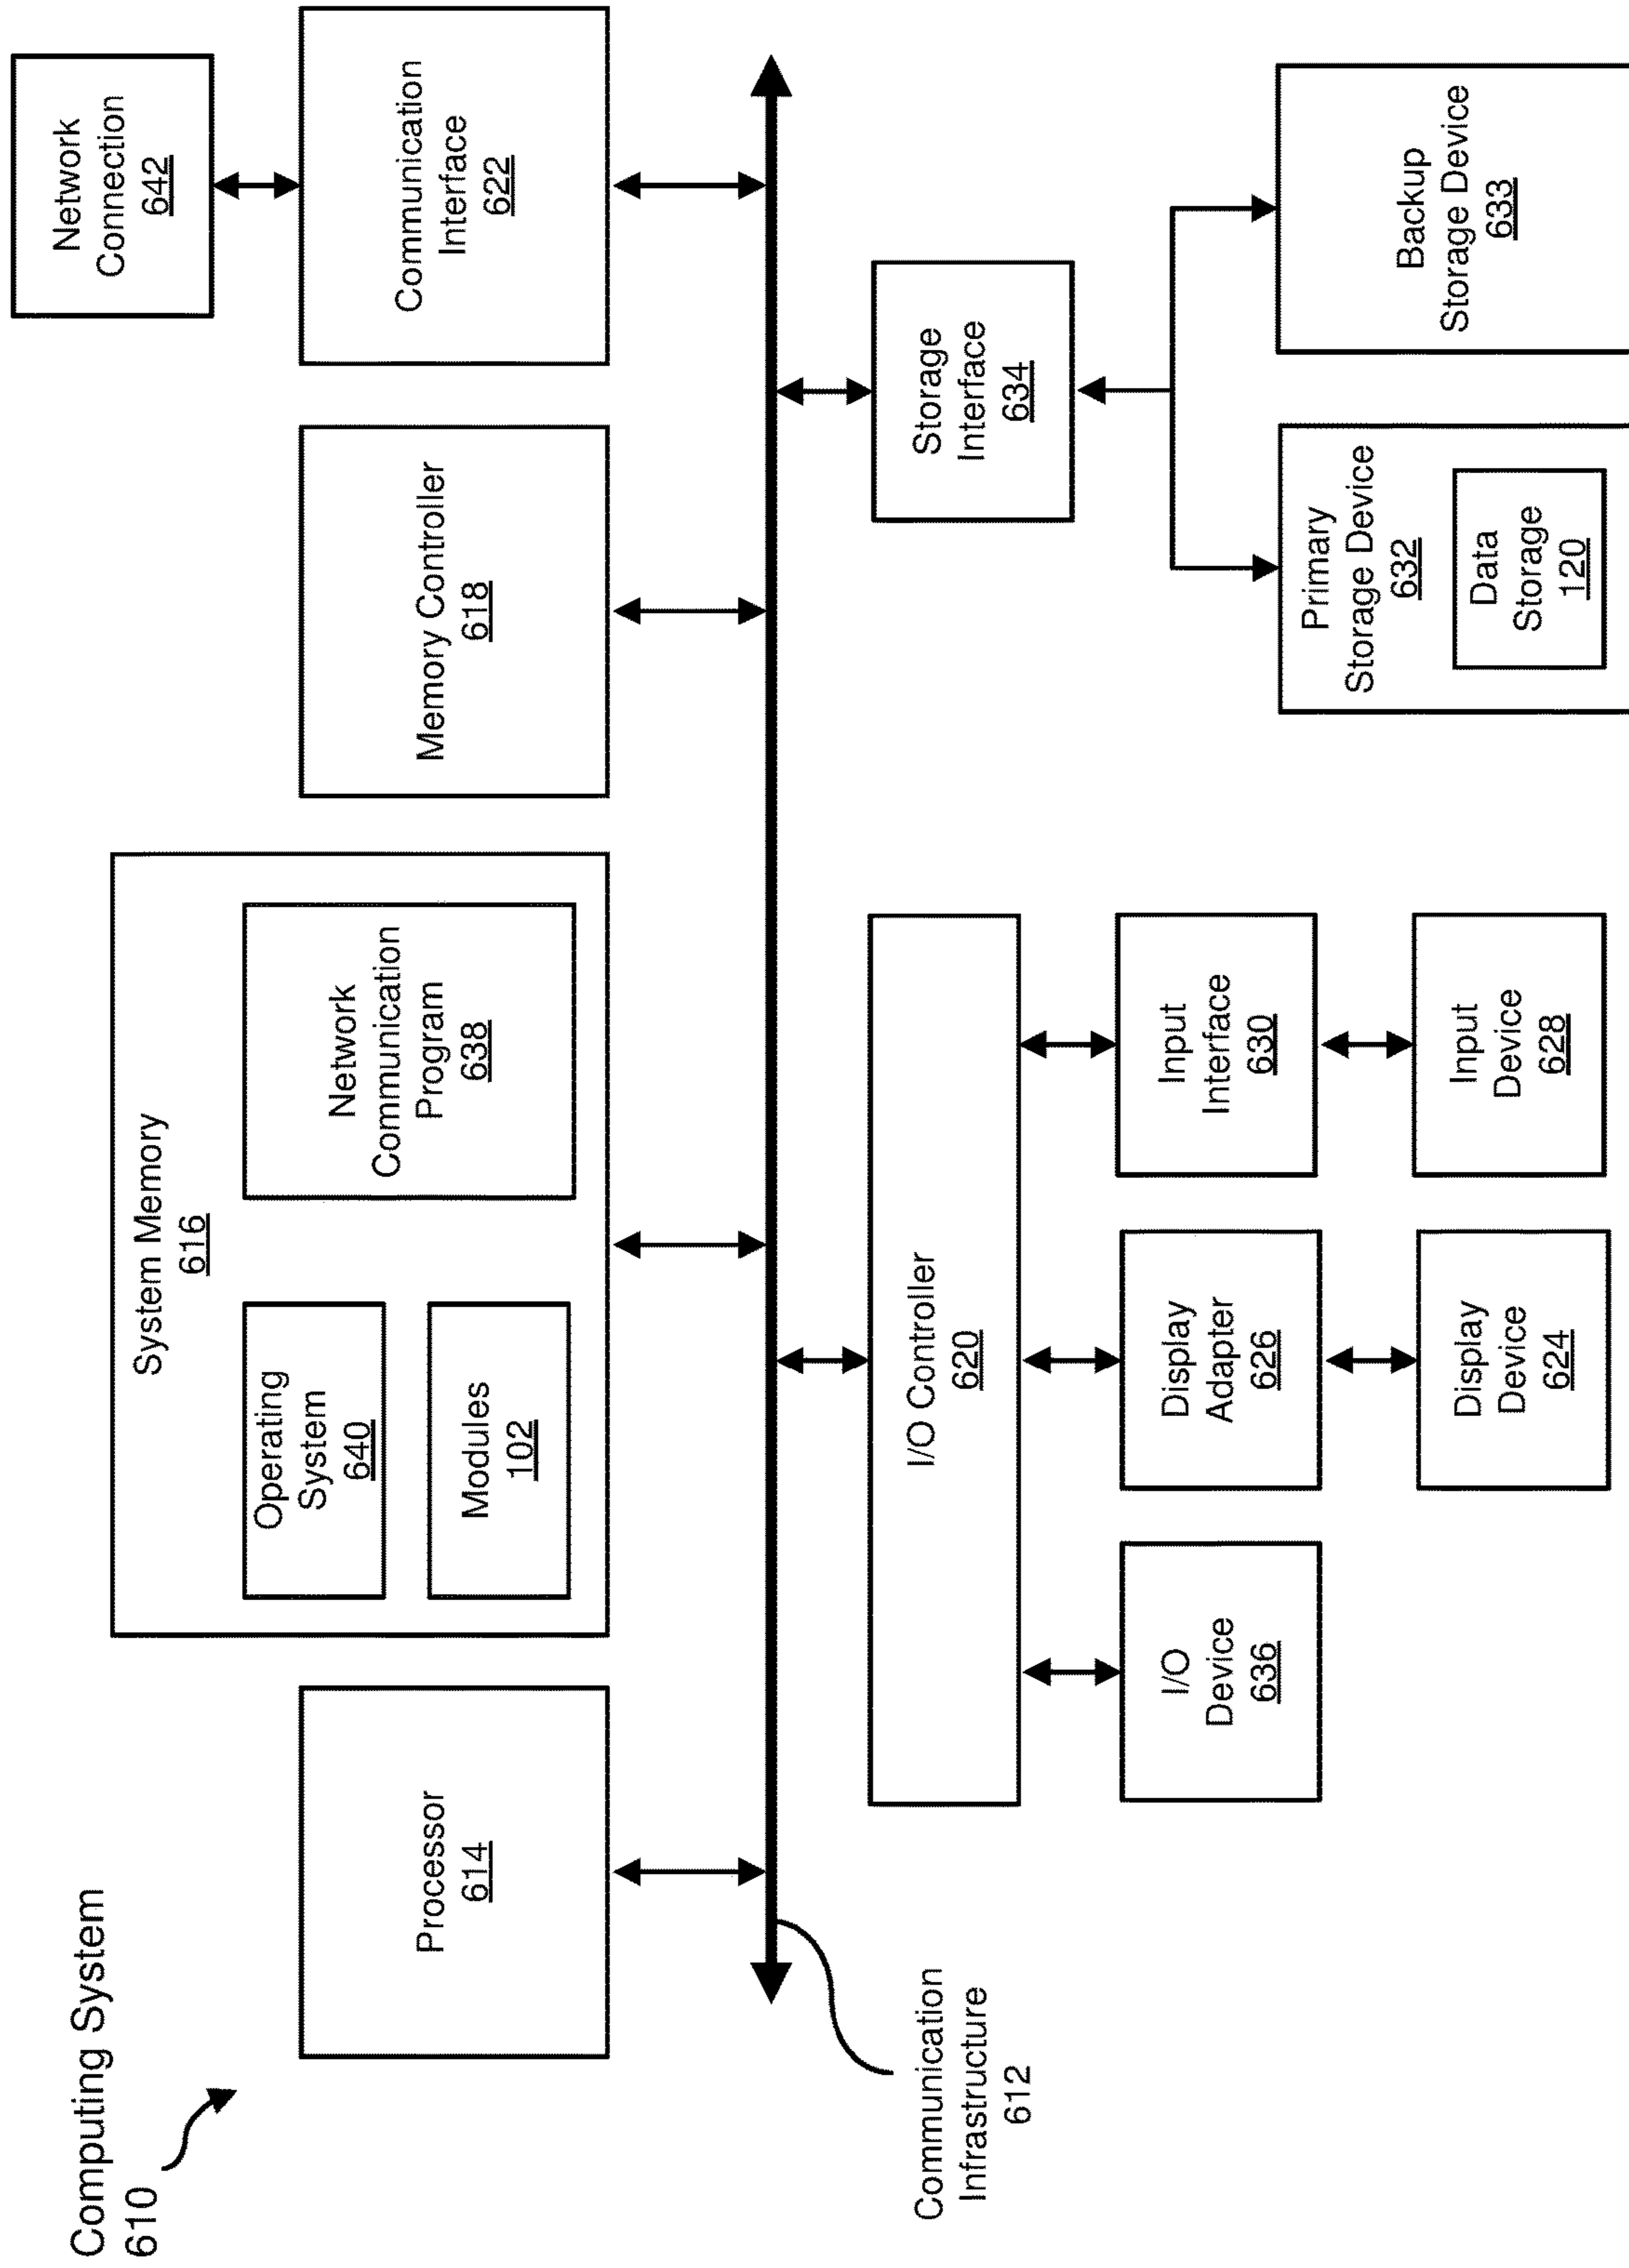 Computing System
610
Processor
614
System Memory
616
Operating
System
640
Modules
102
Network
Communication
Program
638
Memory Controller
618
Network
Connection
642
Communication
Interface
622
Communication
Infrastructure
612
I/O Controller
620
I/O
Device
636
Display
Adapter
626
Display
Device
624
Input
Interface
630
Input
Device
628
Storage
Interface
634
Primary
Storage Device
632
Data
Storage
120
Backup
Storage Device
633